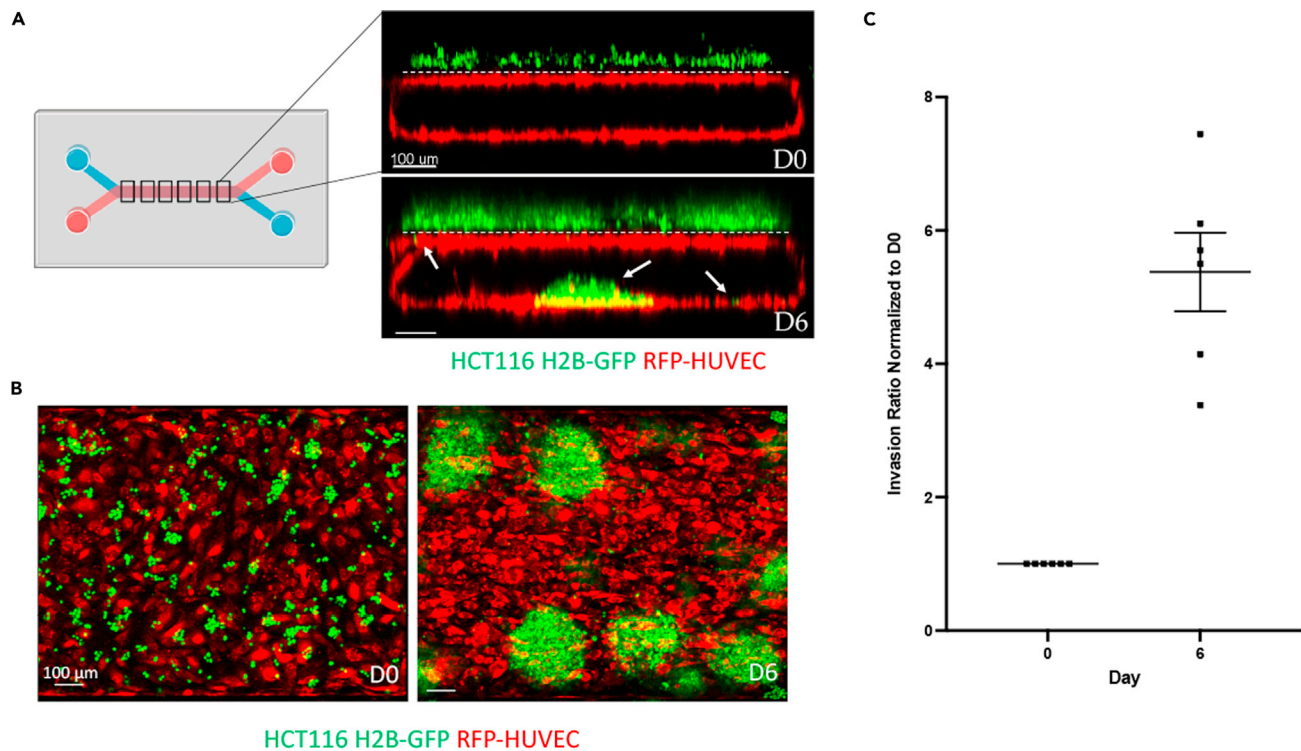 A
100 um
D0
D6
HCT116 H2B-GFP RFP-HUVEC
B
100 µm
D0
D6
HCT116 H2B-GFP RFP-HUVEC
C
Invasion Ratio Normalized to D0
8
6
4
2
0
0 6
Day